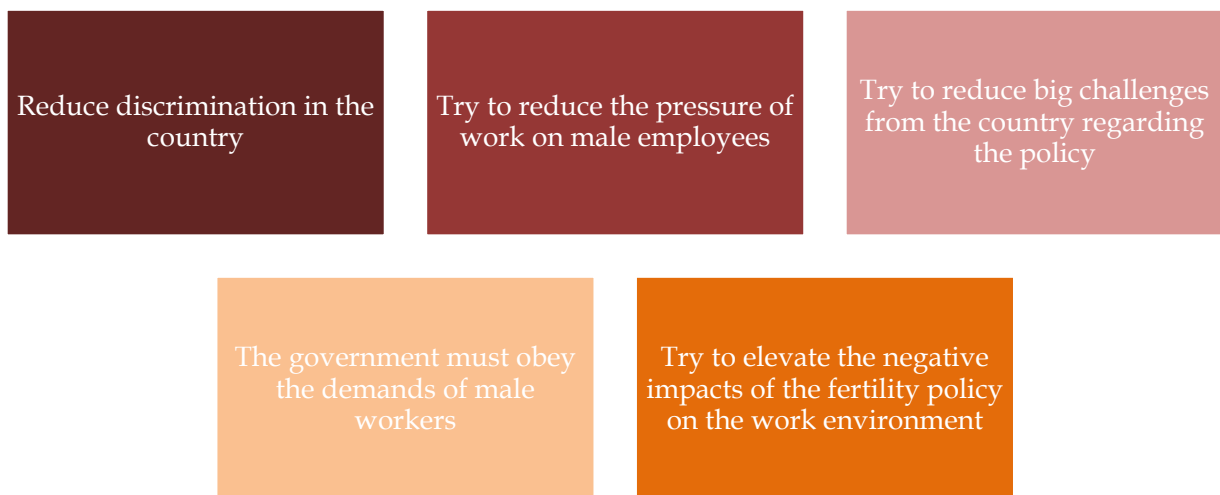 Reduce discrimination in the
country
Try to reduce the pressure of
work on male employees
Try to reduce big challenges
from the country regarding
the policy
The government must obey
the demands of male
workers
Try to elevate the negative
impacts of the fertility policy
on the work environment